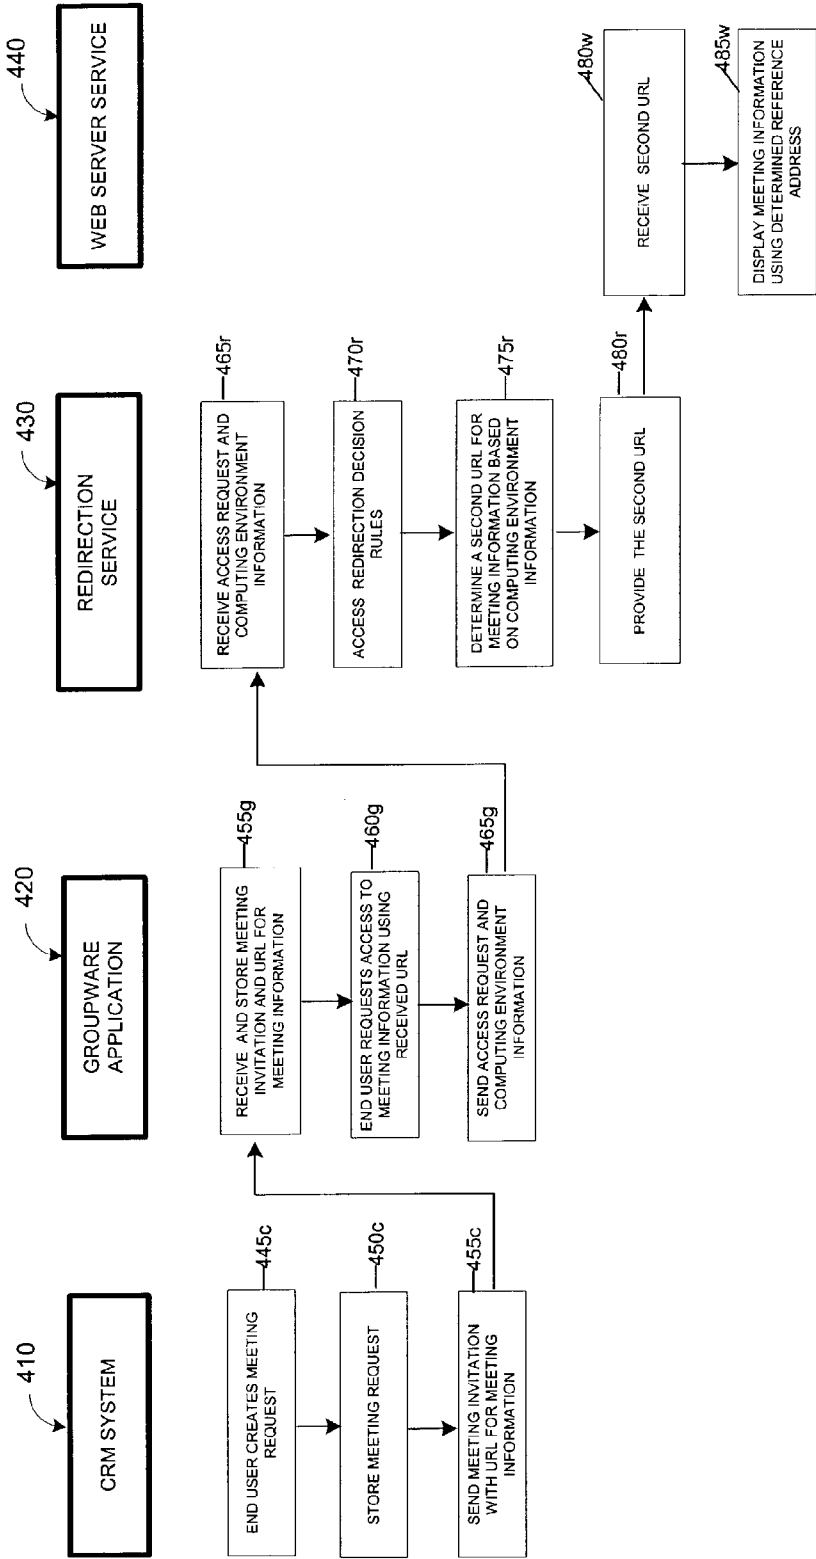 410
CRM SYSTEM
445c
END USER CREATES MEETING
REQUEST
450c
STORE MEETING REQUEST
455c
SEND MEETING INVITATION
WITH URL FOR MEETING
INFORMATION
420
GROUPWARE
APPLICATION
455g
RECEIVE AND STORE MEETING
INVITATION AND URL FOR
MEETING INFORMATION
460g
END USER REQUESTS ACCESS TO
MEETING INFORMATION USING
RECEIVED URL
465g
SEND ACCESS REQUEST AND
COMPUTING ENVIRONMENT
INFORMATION
430
REDIRECTION
SERVICE
465r
RECEIVE ACCESS REQUEST AND
COMPUTING ENVIRONMENT
INFORMATION
470r
ACCESS REDIRECTION DECISION
RULES
475r
DETERMINE A SECOND URL FOR
MEETING INFORMATION BASED
ON COMPUTING ENVIRONMENT
INFORMATION
480r
PROVIDE THE SECOND URL
440
WEB SERVER SERVICE
480w
RECEIVE SECOND URL
485w
DISPLAY MEETING INFORMATION
USING DETERMINED REFERENCE
ADDRESS